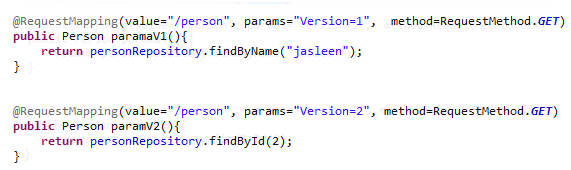 @RequestMapping(value="/person", params="Version=1",  method=RequestMethod.GET)
public Person paramaV1(){
    return personRepository.findByName("jasleen");
}
@RequestMapping(value="/person", params="Version=2", method=RequestMethod.GET)
public Person paramV2(){
    return personRepository.findById(2);
}